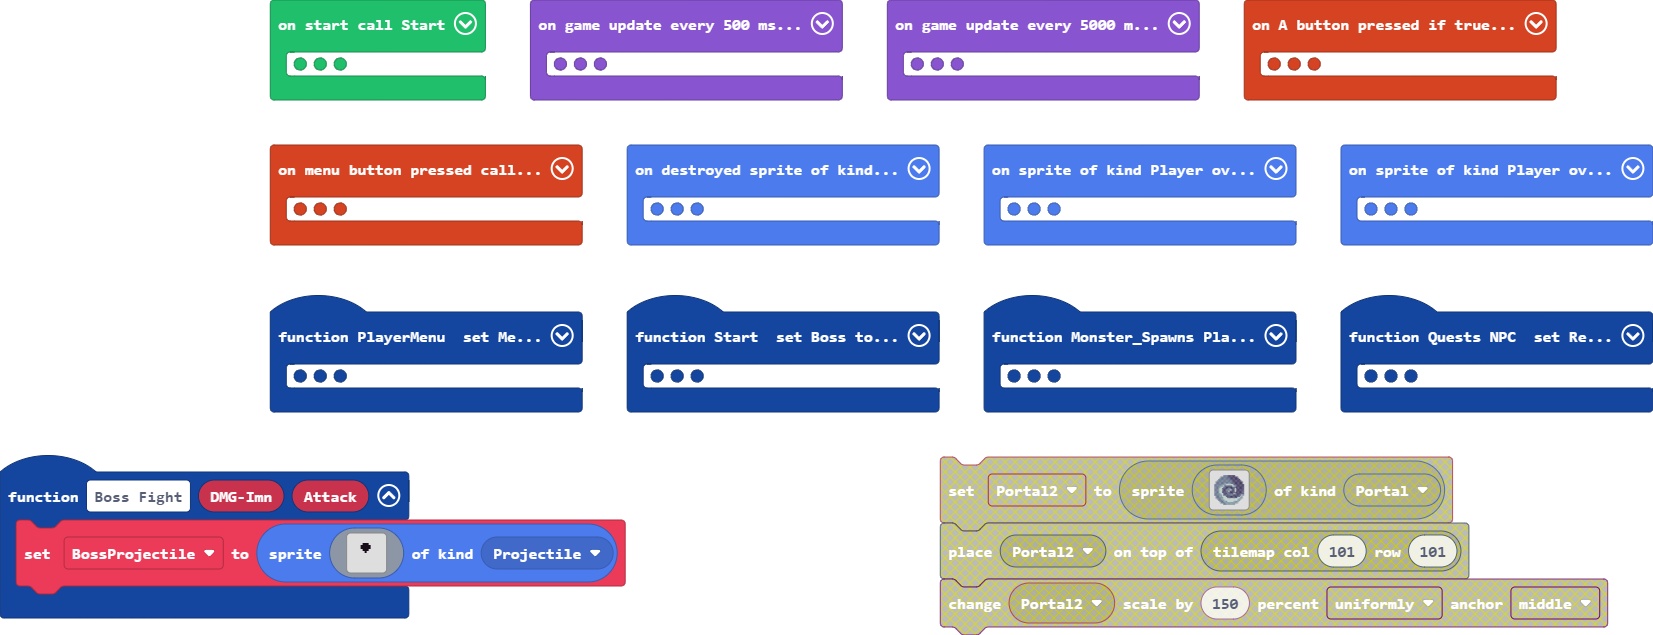 on start call Start
on game update every 500 ms...
on game update every 5000 m...
on A button pressed if true...
on menu button pressed call...
on destroyed sprite of kind...
on sprite of kind Player ov...
on sprite of kind Player ov...
function PlayerMenu set Me...
function Start set Boss to...
function Monster_Spawns Pla...
function Quests NPC set Re...
function Boss Fight DMG-Imn Attack
set BossProjectile to sprite of kind Projectile
set Portal2 to sprite of kind Portal
place Portal2 on top of tilemap col 101 row 101
change Portal2 scale by 150 percent uniformly anchor middle